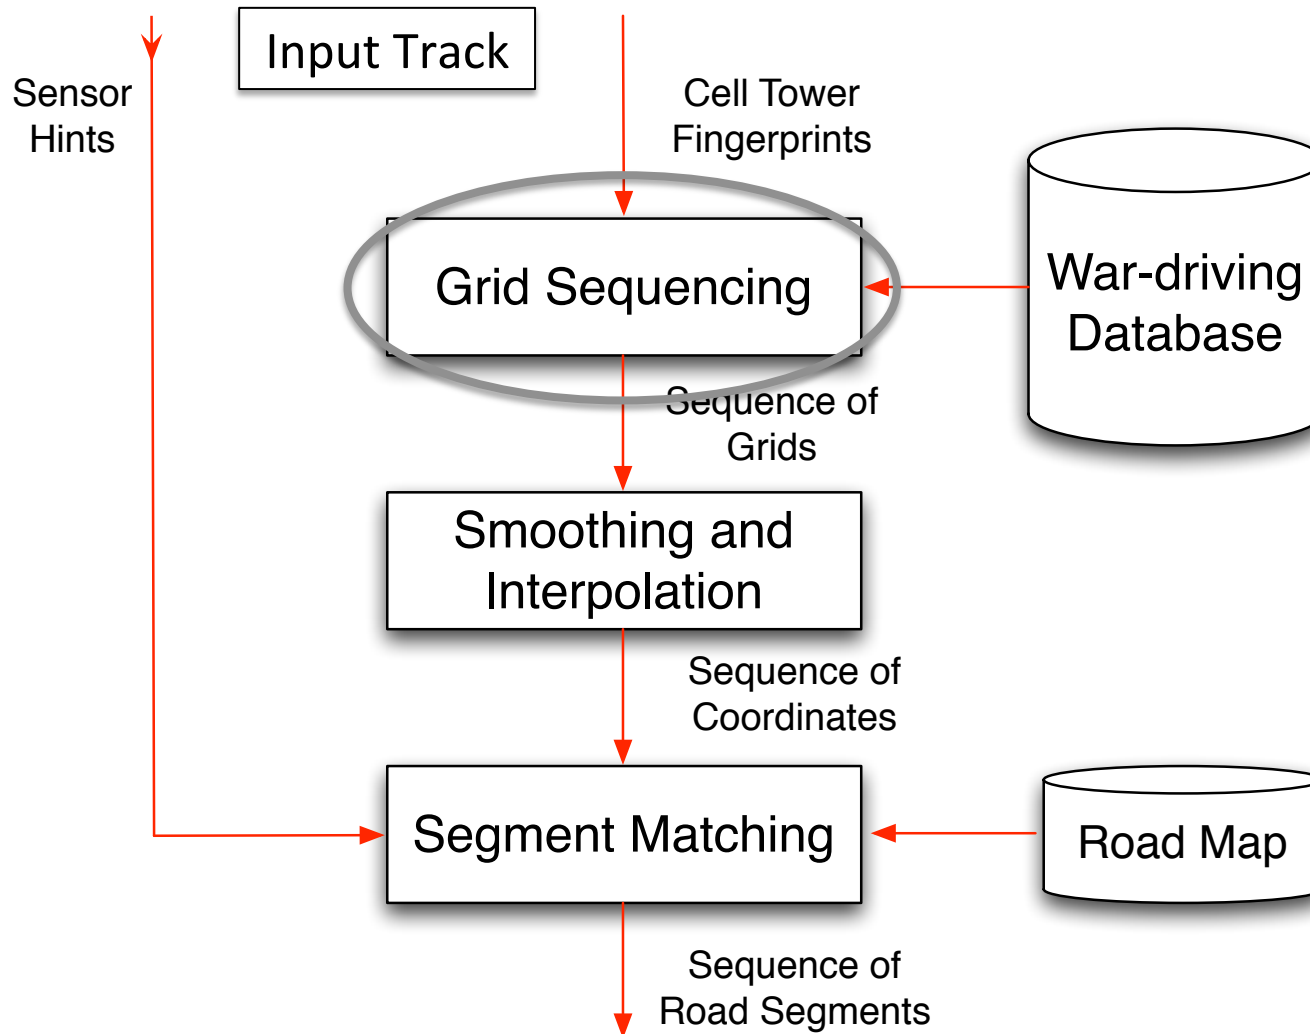 Input Track
Sensor
Hints
Cell Tower
Fingerprints
Grid Sequencing
War-driving
Database
Sequence of
Grids
Smoothing and
Interpolation
Sequence of
Coordinates
Segment Matching
Road Map
Sequence of
Road Segments